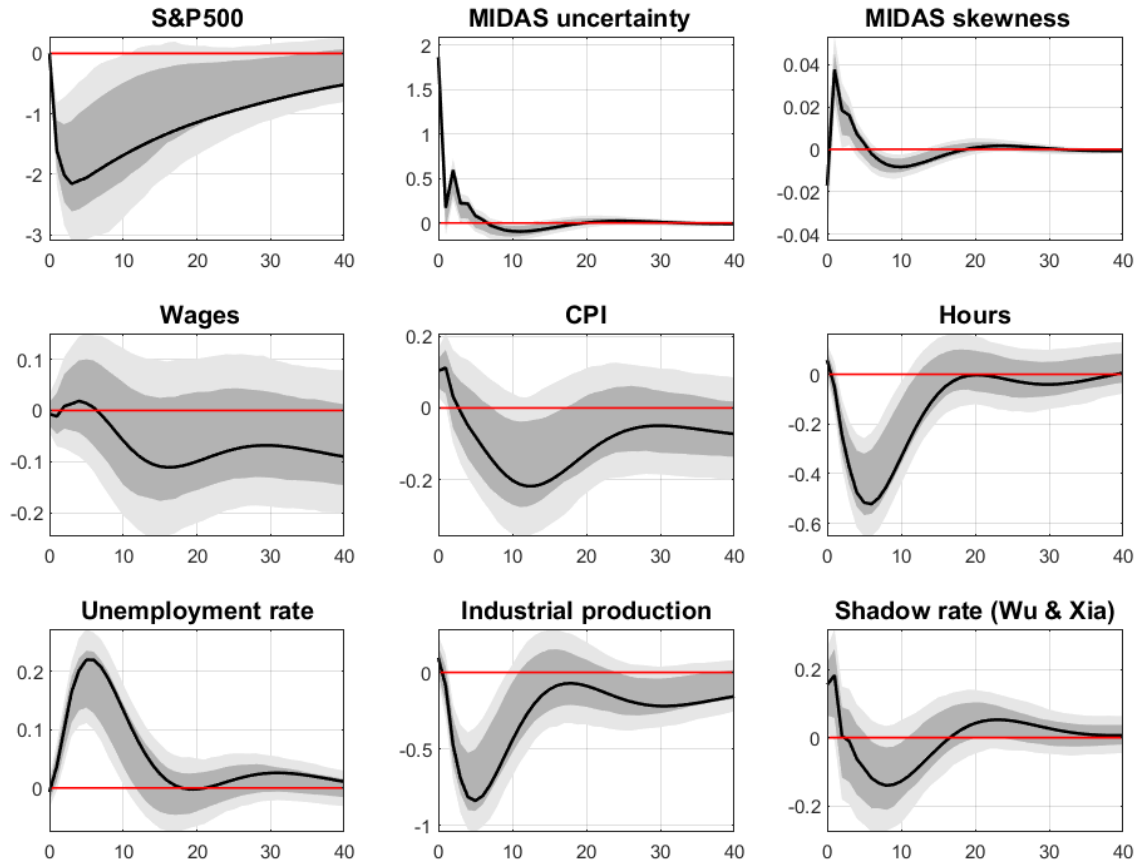 S&P500
MIDAS uncertainty
MIDAS skewness
0
-1
-2
-3
0 10 20 30 40
2
1.5
1
0.5
0
0 10 20 30 40
0.04
0.02
0
-0.02
-0.04
0 10 20 30 40
Wages
CPI
Hours
0.1
0
-0.1
-0.2
0 10 20 30 40
0.2
0
-0.2
0 10 20 30 40
0
-0.2
-0.4
-0.6
0 10 20 30 40
Unemployment rate
Industrial production
Shadow rate (Wu & Xia)
0.2
0.1
0
0 10 20 30 40
0
-0.5
-1
0 10 20 30 40
0.2
0
-0.2
0 10 20 30 40